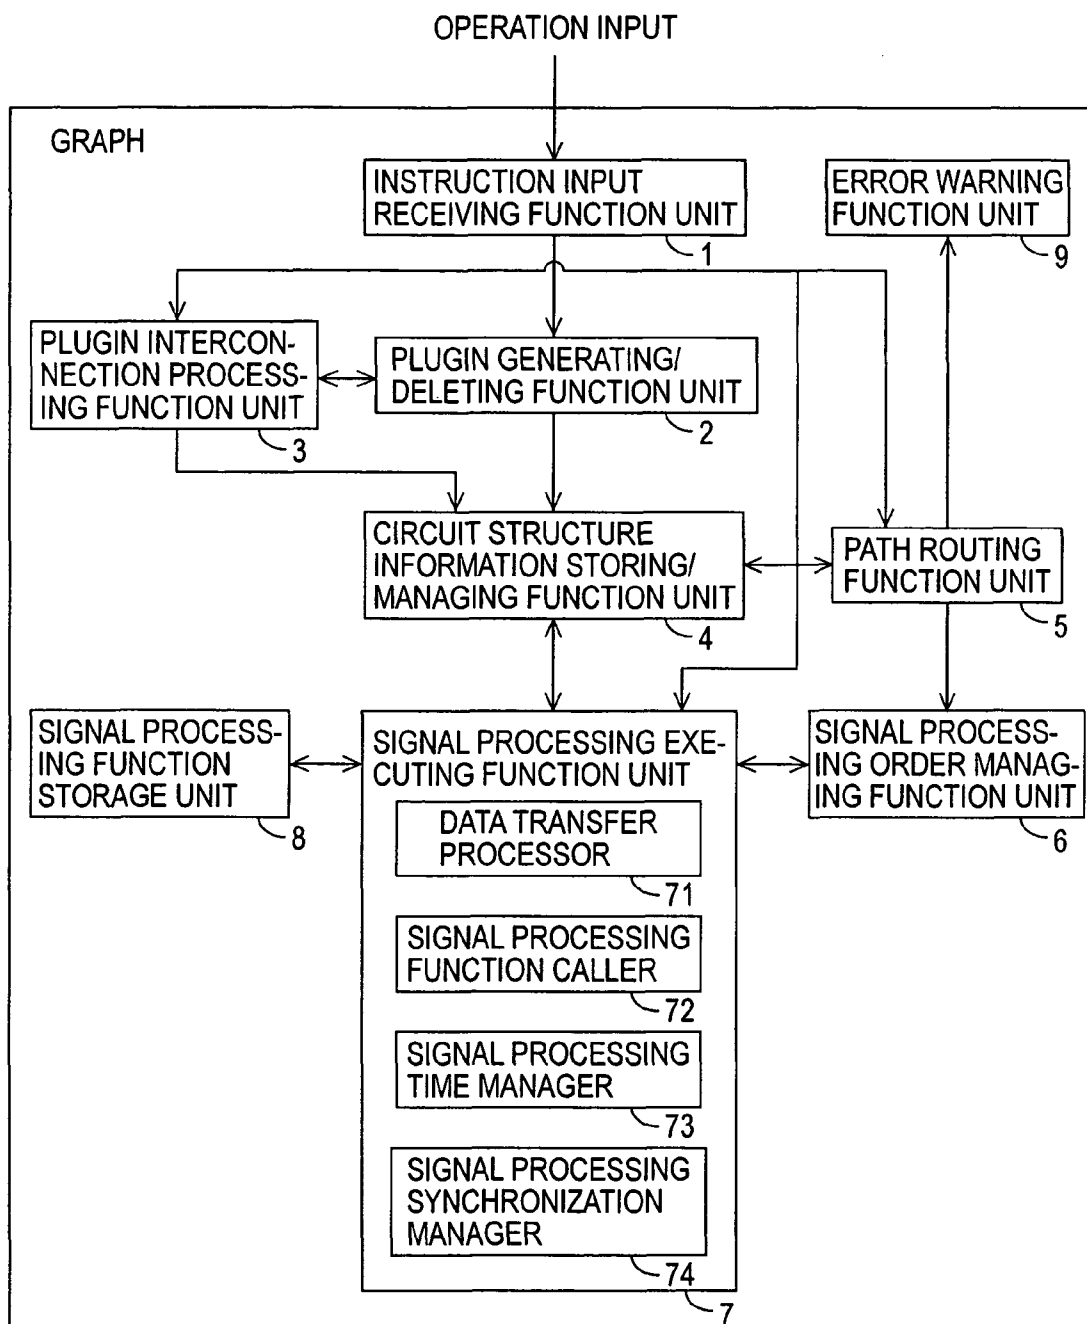 OPERATION INPUT
GRAPH
INSTRUCTION INPUT
RECEIVING FUNCTION UNIT
1
ERROR WARNING
FUNCTION UNIT
9
PLUGIN INTERCON-
NECTION PROCESS-
ING FUNCTION UNIT
3
PLUGIN GENERATING/
DELETING FUNCTION UNIT
2
CIRCUIT STRUCTURE
INFORMATION STORING/
MANAGING FUNCTION UNIT
4
PATH ROUTING
FUNCTION UNIT
5
SIGNAL PROCESS-
ING FUNCTION
STORAGE UNIT
8
SIGNAL PROCESSING EXE-
CUTING FUNCTION UNIT
SIGNAL PROCESS-
ING ORDER MANAG-
ING FUNCTION UNIT
6
DATA TRANSFER
PROCESSOR
71
SIGNAL PROCESSING
FUNCTION CALLER
72
SIGNAL PROCESSING
TIME MANAGER
73
SIGNAL PROCESSING
SYNCHRONIZATION
MANAGER
74
7